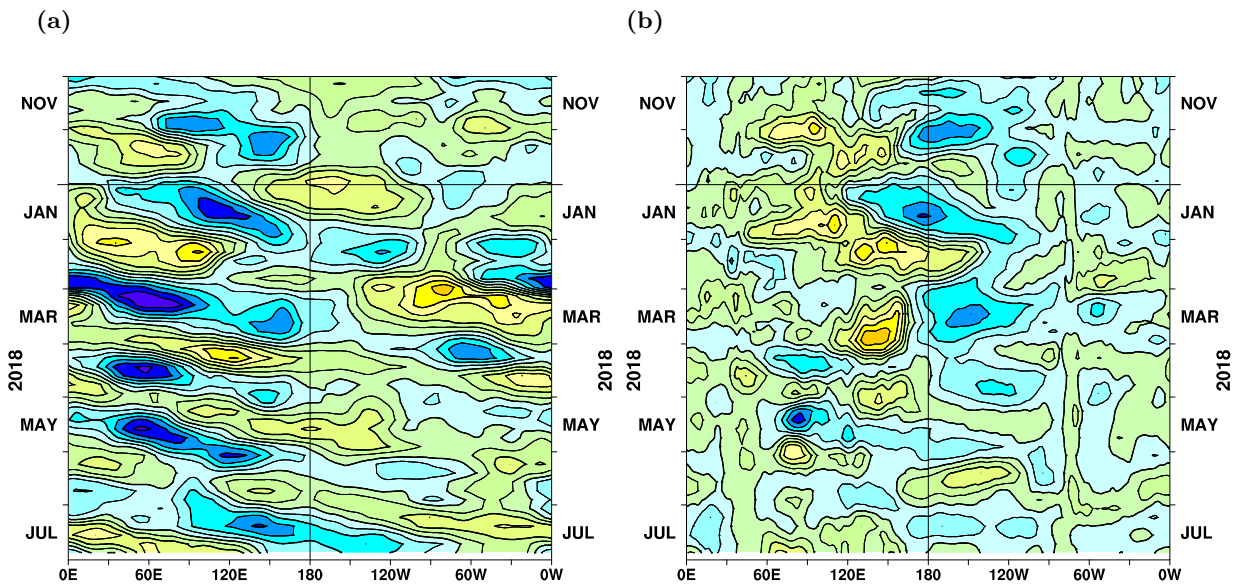 (a) (b)
NOV NOV NOV
JAN JAN JAN JAN
MAR MAR MAR MAR
2018 2018 2018 2018
MAY MAY MAY MAY
JUL JUL JUL JUL
0E 60E 120E 180 120W 60W 0W 0E 60E 120E 180 120W 60W 0W